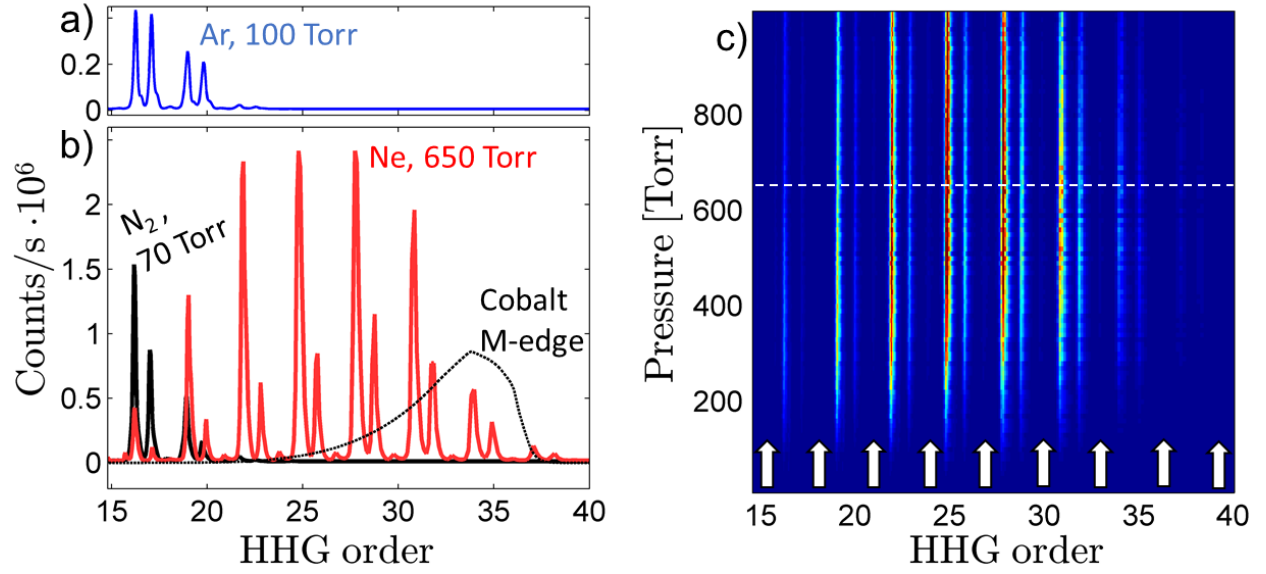 a)
Ar, 100 Torr
0.2
0
b)
Ne, 650 Torr
N2,
70 Torr
Cobalt
M-edge
2
1.5
1
0.5
0
Counts/s ·10^6
15 20 25 30 35 40
HHG order
c)
800
600
400
200
Pressure [Torr]
15 20 25 30 35 40
HHG order